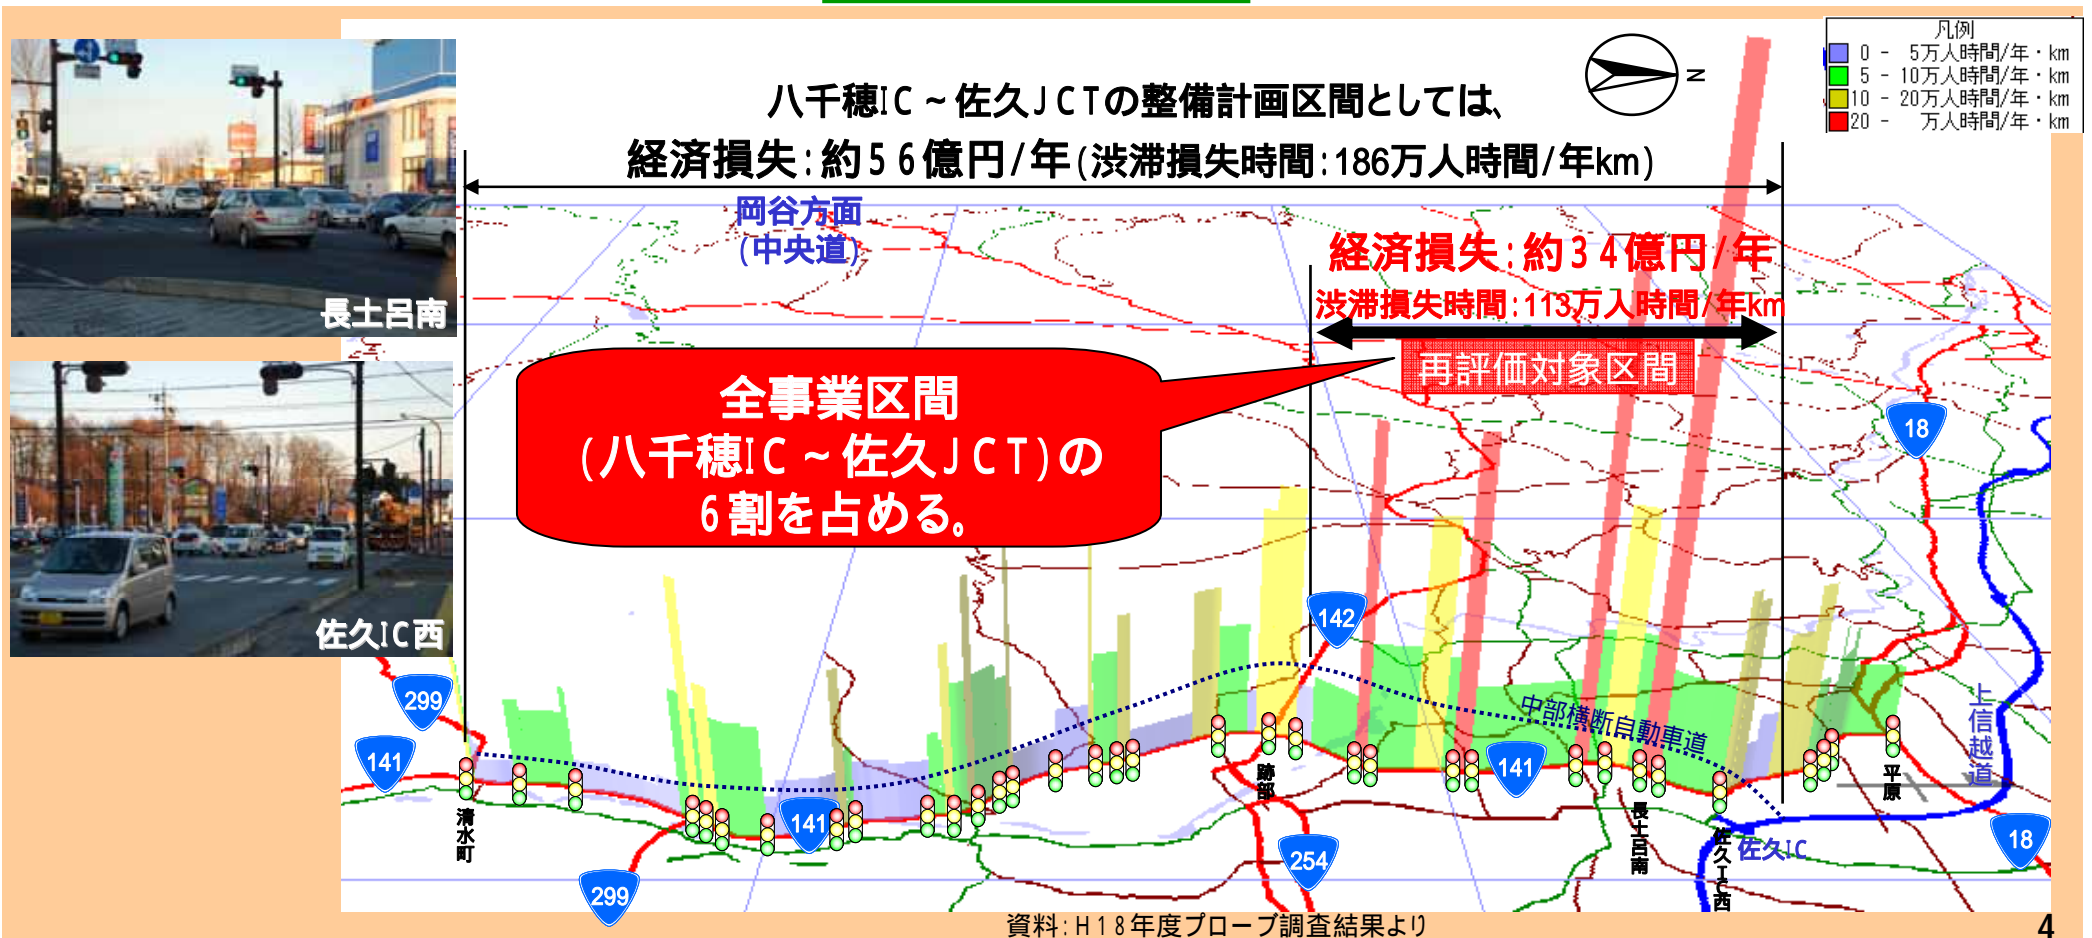 凡例
0 - 5万人時間/年・km
5 - 10万人時間/年・km
10 - 20万人時間/年・km
20 - 万人時間/年・km
N
八千穂IC~佐久JCTの整備計画区間としては、
経済損失:約56億円/年(渋滞損失時間:186万人時間/年km)
岡谷方面
(中央道)
経済損失:約34億円/年
渋滞損失時間:113万人時間/年km
再評価対象区間
全事業区間
(八千穂IC~佐久JCT)の
6割を占める。
長土呂南
佐久IC西
18
142
299
141
中部横断自動車道
上信越道
141
141
跡部
平原
清水町
長土呂南
佐久IC西
佐久IC
18
254
299
資料:H18年度プローブ調査結果より
4